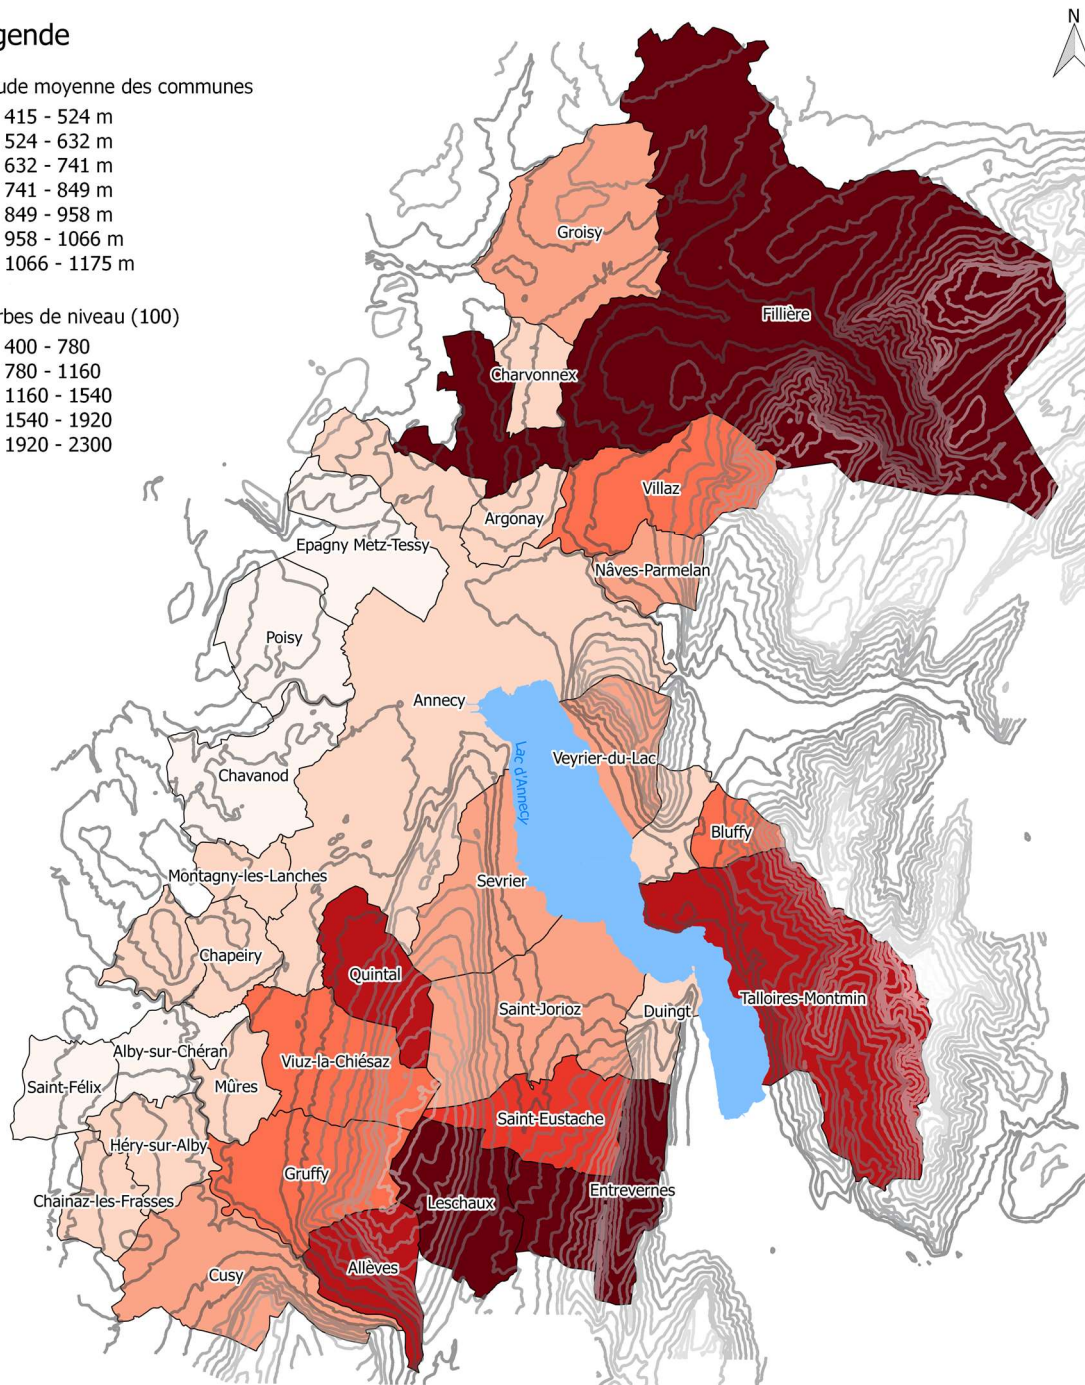 gende
ude moyenne des communes
415 - 524 m
524 - 632 m
632 - 741 m
741 - 849 m
849 - 958 m
958 - 1066 m
1066 - 1175 m
rbes de niveau (100)
400 - 780
780 - 1160
1160 - 1540
1540 - 1920
1920 - 2300
N
Groisy
Fillière
Charvonnex
Villaz
Argonay
Epagny Metz-Tessy
Nâves-Parmelan
Poisy
Annecy
Lac d'Annecy
Veyrier-du-Lac
Chavanod
Bluffy
Montagny-les-Lanches
Sevrier
Chapeiry
Quintal
Talloires-Montmin
Saint-Jorioz
Duingt
Alby-sur-Chéran
Viuz-la-Chiésaz
Saint-Félix
Mûres
Saint-Eustache
Héry-sur-Alby
Gruffy
Entrevernes
Chainaz-les-Frasses
Leschaux
Allèves
Cusy